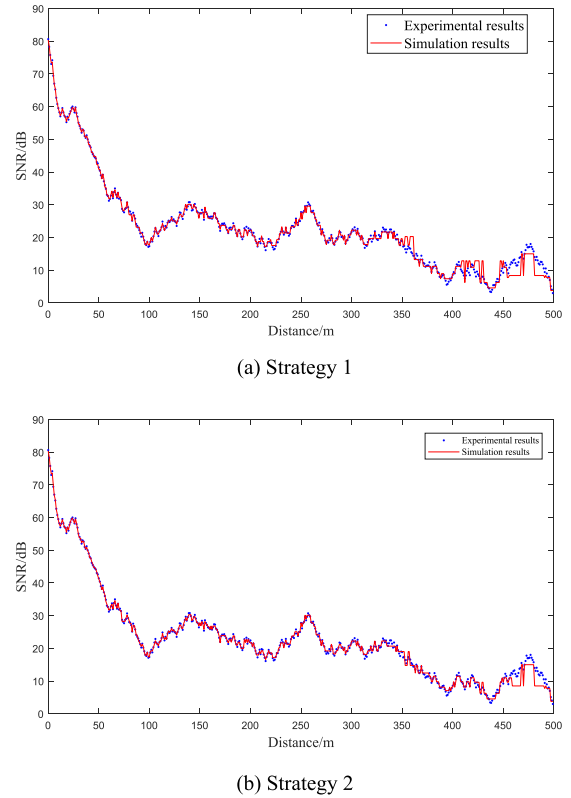 90
80
70
60
50
40
30
20
10
0
SNR/dB
Experimental results
Simulation results
0 50 100 150 200 250 300 350 400 450 500
Distance/m
(a) Strategy 1
90
80
70
60
50
40
30
20
10
0
SNR/dB
Experimental results
Simulation results
0 50 100 150 200 250 300 350 400 450 500
Distance/m
(b) Strategy 2